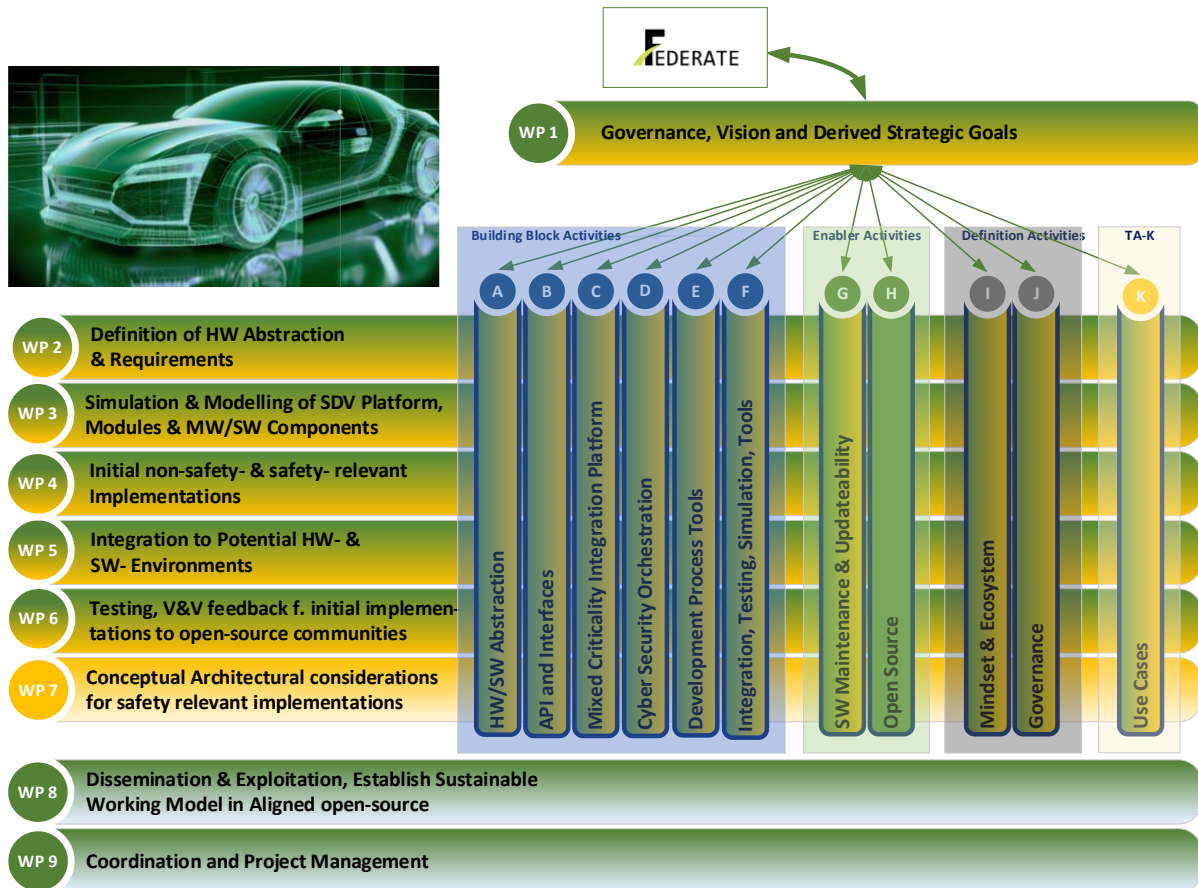 FEDERATE
WP 1
Governance, Vision and Derived Strategic Goals
Building Block Activities
Enabler Activities
Definition Activities
TA-K
A
B
C
D
E
F
G
H
I
J
K
WP 2
Definition of HW Abstraction
& Requirements
WP 3
Simulation & Modelling of SDV Platform,
Modules & MW/SW Components
WP 4
Initial non-safety- & safety- relevant
Implementations
WP 5
Integration to Potential HW- &
SW- Environments
WP 6
Testing, V&V feedback f. initial implemen-
tations to open-source communities
WP 7
Conceptual Architectural considerations
for safety relevant implementations
HW/SW Abstraction
API and Interfaces
Mixed Criticality Integration Platform
Cyber Security Orchestration
Development Process Tools
Integration, Testing, Simulation, Tools
SW Maintenance & Updateability
Open Source
Mindset & Ecosystem
Governance
Use Cases
WP 8
Dissemination & Exploitation, Establish Sustainable
Working Model in Aligned open-source
WP 9
Coordination and Project Management